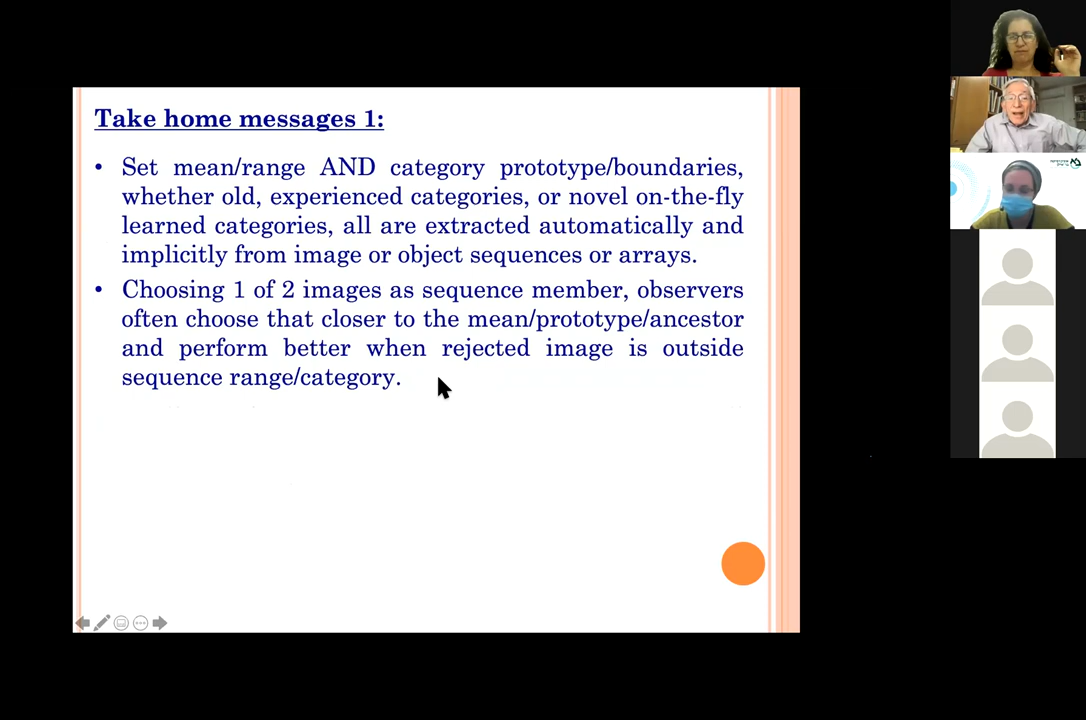 Take home messages 1:
• Set mean/range AND category prototype/boundaries,
whether old, experienced categories, or novel on-the-fly
learned categories, all are extracted automatically and
implicitly from image or object sequences or arrays.
• Choosing 1 of 2 images as sequence member, observers
often choose that closer to the mean/prototype/ancestor
and perform better when rejected image is outside
sequence range/category.